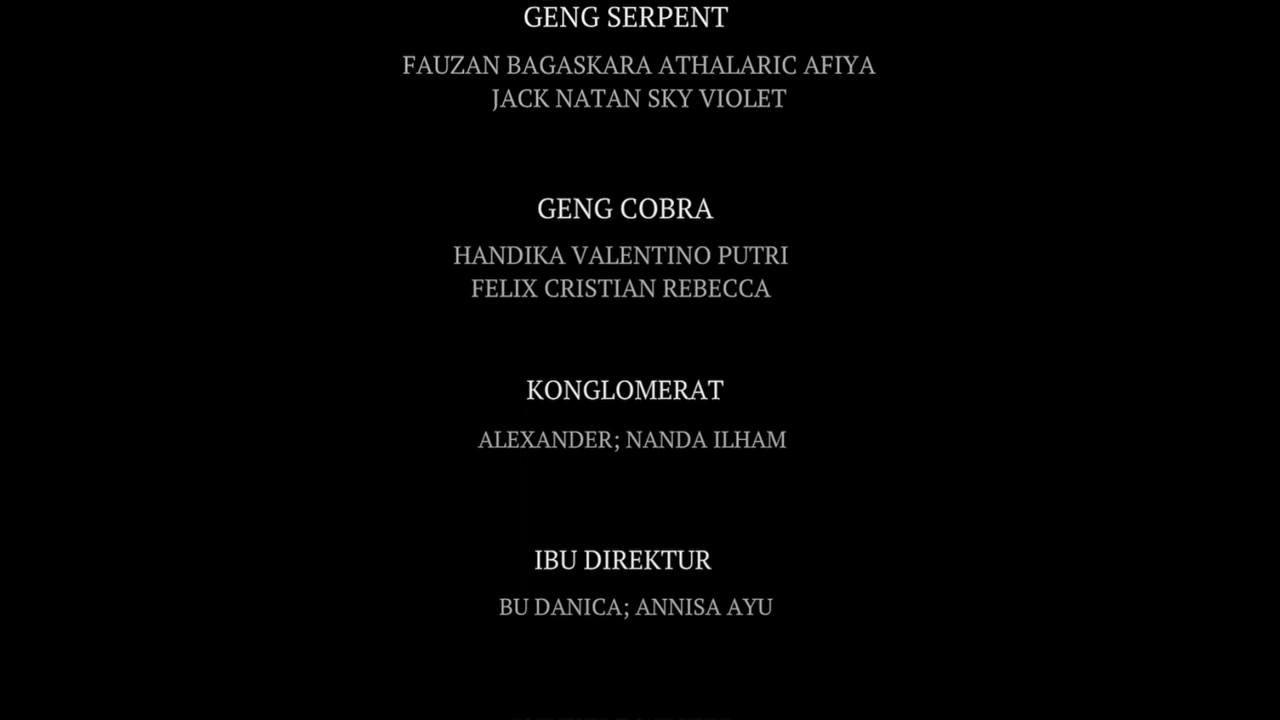 GENG SERPENT
FAUZAN BAGASKARA ATHALARIC AFIYA
JACK NATAN SKY VIOLET
GENG COBRA
HANDIKA VALENTINO PUTRI
FELIX CRISTIAN REBECCA
KONGLOMERAT
ALEXANDER; NANDA ILHAM
IBU DIREKTUR
BU DANICA; ANNISA AYU